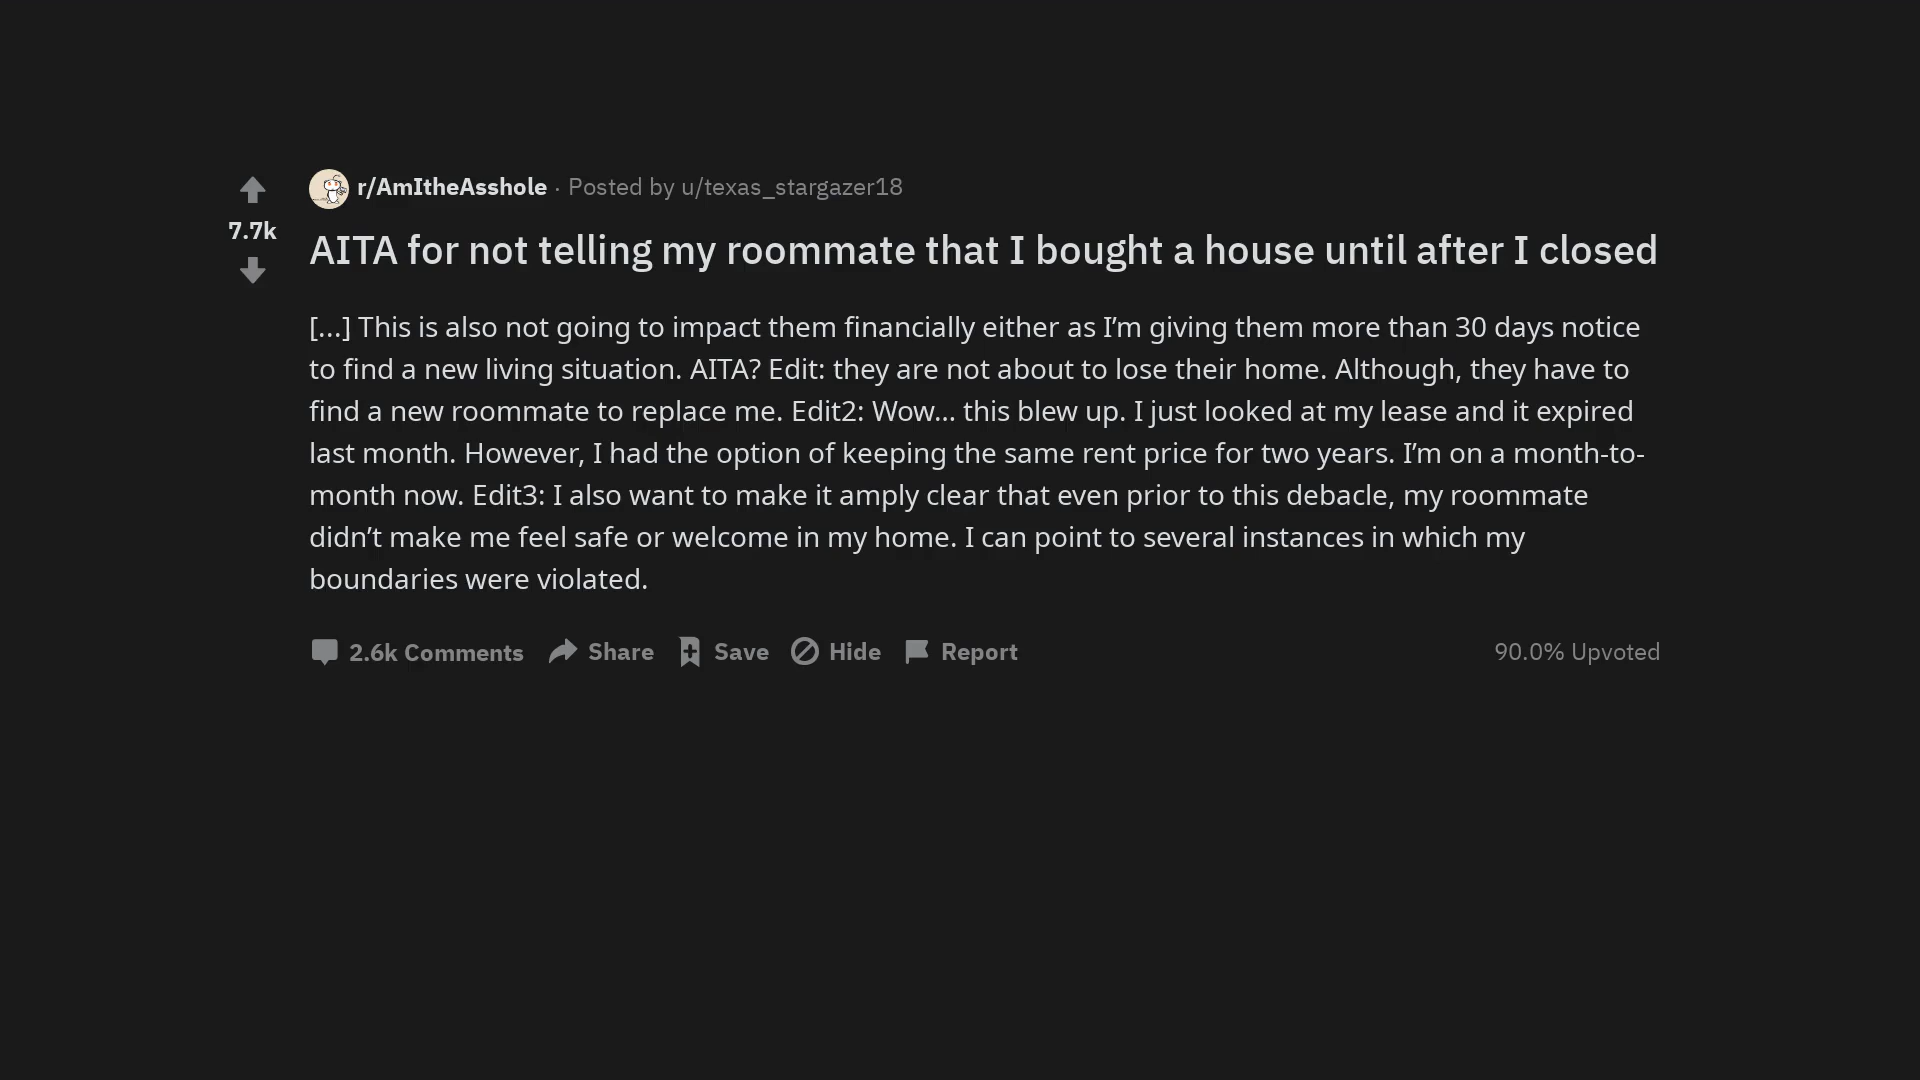 r/AmItheAsshole · Posted by u/texas_stargazer18
7.7k
AITA for not telling my roommate that I bought a house until after I closed
[...] This is also not going to impact them financially either as I’m giving them more than 30 days notice
to find a new living situation. AITA? Edit: they are not about to lose their home. Although, they have to
find a new roommate to replace me. Edit2: Wow... this blew up. I just looked at my lease and it expired
last month. However, I had the option of keeping the same rent price for two years. I’m on a month-to-
month now. Edit3: I also want to make it amply clear that even prior to this debacle, my roommate
didn’t make me feel safe or welcome in my home. I can point to several instances in which my
boundaries were violated.
2.6k Comments Share Save Hide Report 90.0% Upvoted